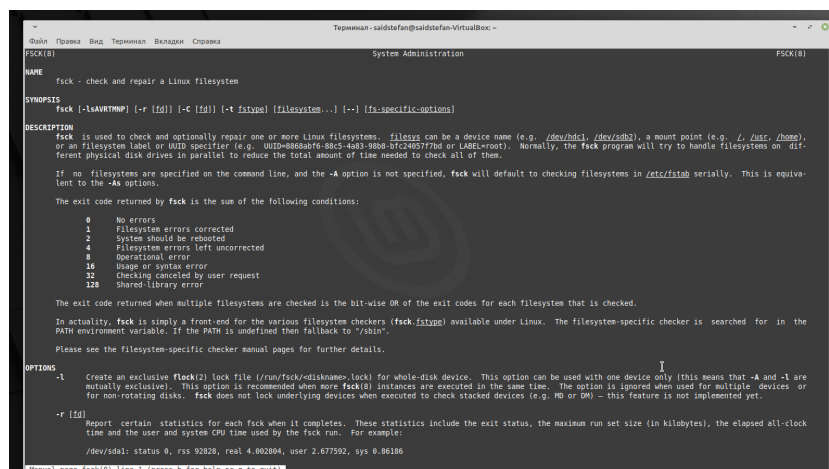 Терминал - saidstefan@saidstefan-VirtualBox: ~
Файл Правка Вид Терминал Вкладки Справка
FSCK(8) System Administration FSCK(8)
NAME
fsck - check and repair a Linux filesystem
SYNOPSIS
fsck [-lsAVRTMNP] [-r [fd]] [-C [fd]] [-t fstype] [filesystem...] [--] [fs-specific-options]
DESCRIPTION
fsck is used to check and optionally repair one or more Linux filesystems. filesys can be a device name (e.g. /dev/hdc1, /dev/sdb2), a mount point (e.g. /, /usr, /home),
or an filesystem label or UUID specifier (e.g. UUID=8868abf6-88c5-4a83-98b8-bfc24057f7bd or LABEL=root). Normally, the fsck program will try to handle filesystems on dif-
ferent physical disk drives in parallel to reduce the total amount of time needed to check all of them.
If no filesystems are specified on the command line, and the -A option is not specified, fsck will default to checking filesystems in /etc/fstab serially. This is equiva-
lent to the -As options.
The exit code returned by fsck is the sum of the following conditions:
0 No errors
1 Filesystem errors corrected
2 System should be rebooted
4 Filesystem errors left uncorrected
8 Operational error
16 Usage or syntax error
32 Checking canceled by user request
128 Shared-library error
The exit code returned when multiple filesystems are checked is the bit-wise OR of the exit codes for each filesystem that is checked.
In actuality, fsck is simply a front-end for the various filesystem checkers (fsck.fstype) available under Linux. The filesystem-specific checker is searched for in the
PATH environment variable. If the PATH is undefined then fallback to "/sbin".
Please see the filesystem-specific checker manual pages for further details.
OPTIONS
-l Create an exclusive flock(2) lock file (/run/fsck/<diskname>.lock) for whole-disk device. This option can be used with one device only (this means that -A and -l are
mutually exclusive). This option is recommended when more fsck(8) instances are executed in the same time. The option is ignored when used for multiple devices or
for non-rotating disks. fsck does not lock underlying devices when executed to check stacked devices (e.g. MD or DM) – this feature is not implemented yet.
-r [fd]
Report certain statistics for each fsck when it completes. These statistics include the exit status, the maximum run set size (in kilobytes), the elapsed all-clock
time and the user and system CPU time used by the fsck run. For example:
/dev/sda1: status 0, rss 92828, real 4.002804, user 2.677592, sys 0.86186
Manual page fsck(8) line 1 (press h for help or q to quit)